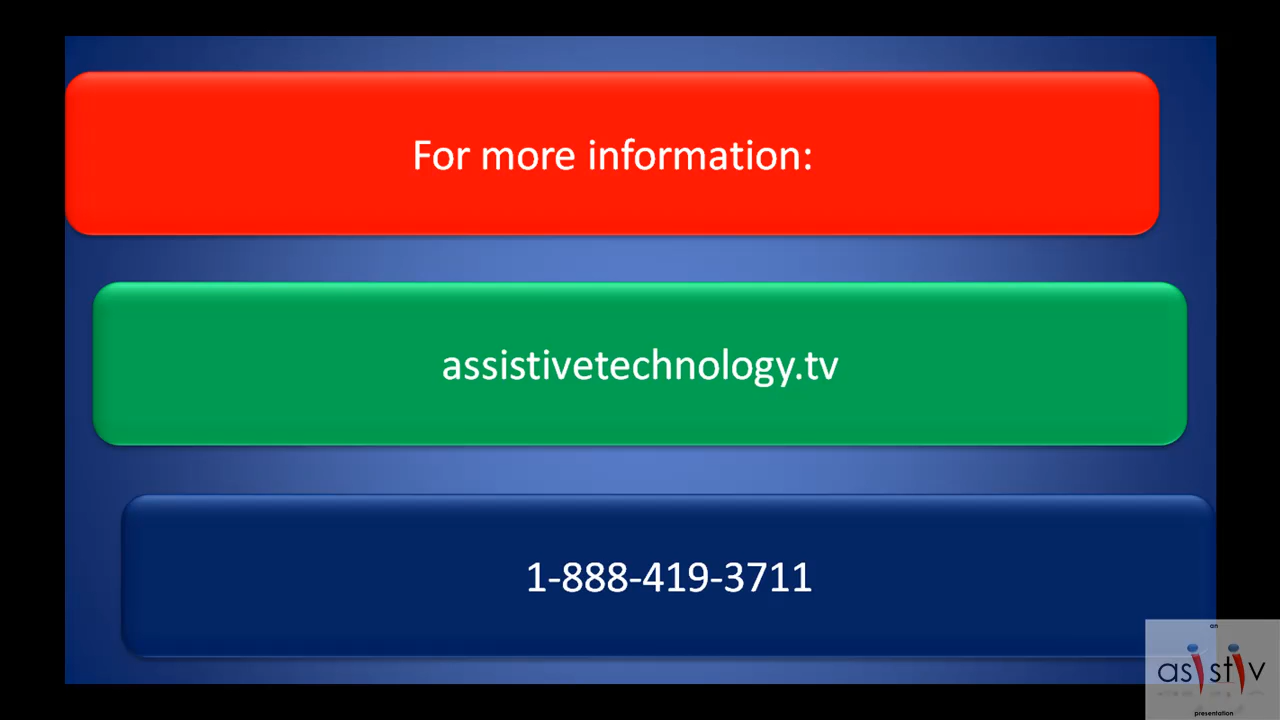 For more information:
assistivetechnology.tv
1-888-419-3711
an
asistiv
presentation